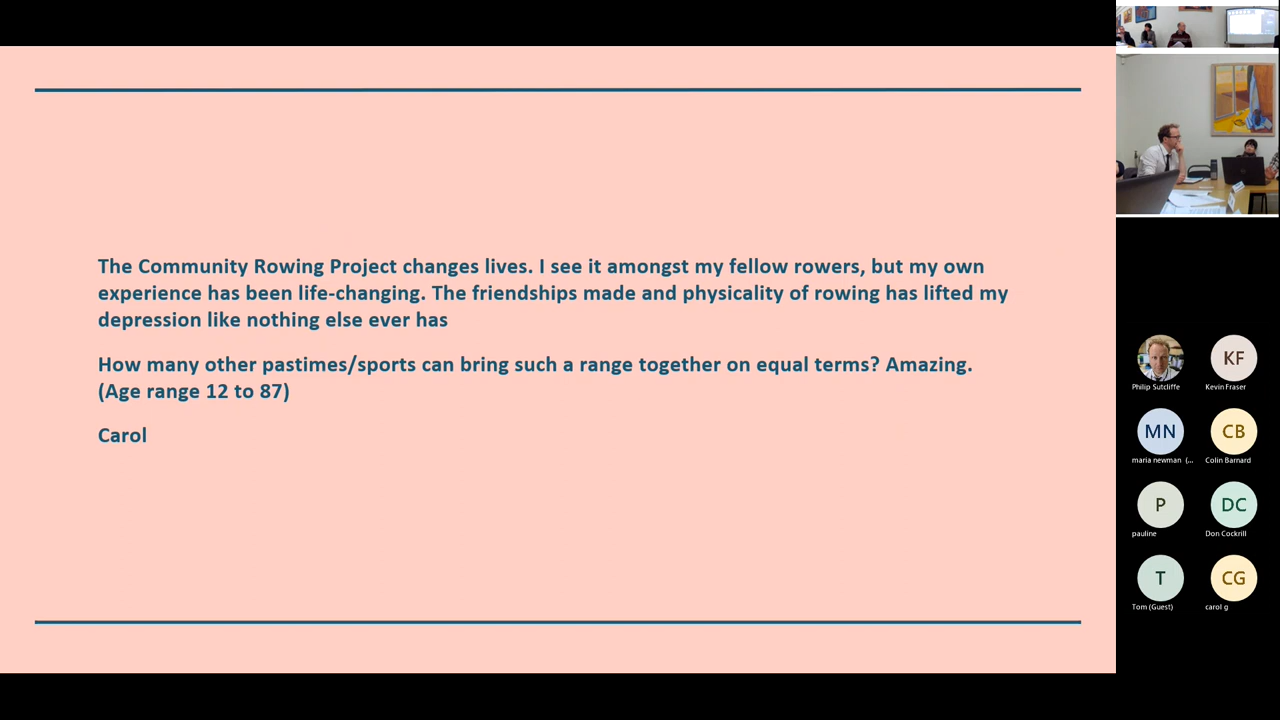 The Community Rowing Project changes lives. I see it amongst my fellow rowers, but my own
experience has been life-changing. The friendships made and physicality of rowing has lifted my
depression like nothing else ever has
How many other pastimes/sports can bring such a range together on equal terms? Amazing.
(Age range 12 to 87)
Carol
Philip Sutcliffe
KF
Kevin Fraser
MN
maria newman (...
CB
Colin Barnard
P
pauline
DC
Don Cockrill
T
Tom (Guest)
CG
carol g